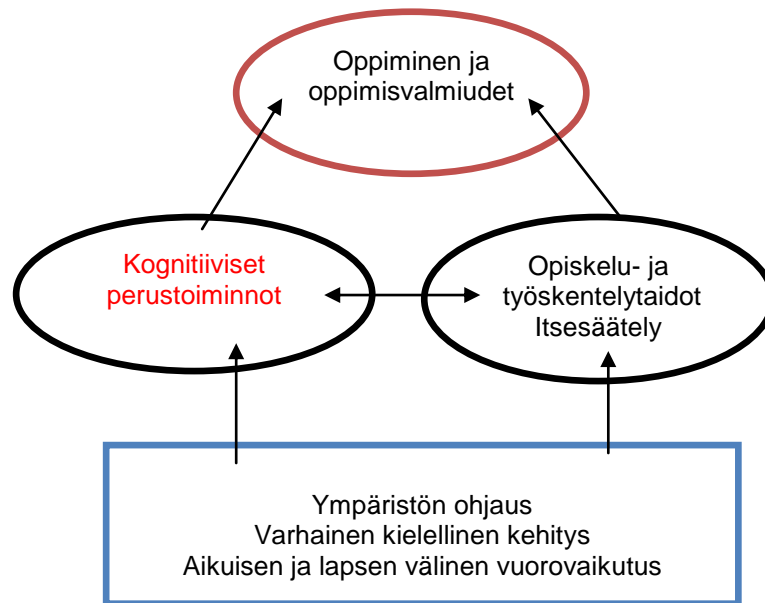 Oppiminen ja
oppimisvalmiudet
Kognitiiviset
perustoiminnot
Opiskelu- ja
työskentelytaidot
Itsesäätely
Ympäristön ohjaus
Varhainen kielellinen kehitys
Aikuisen ja lapsen välinen vuorovaikutus